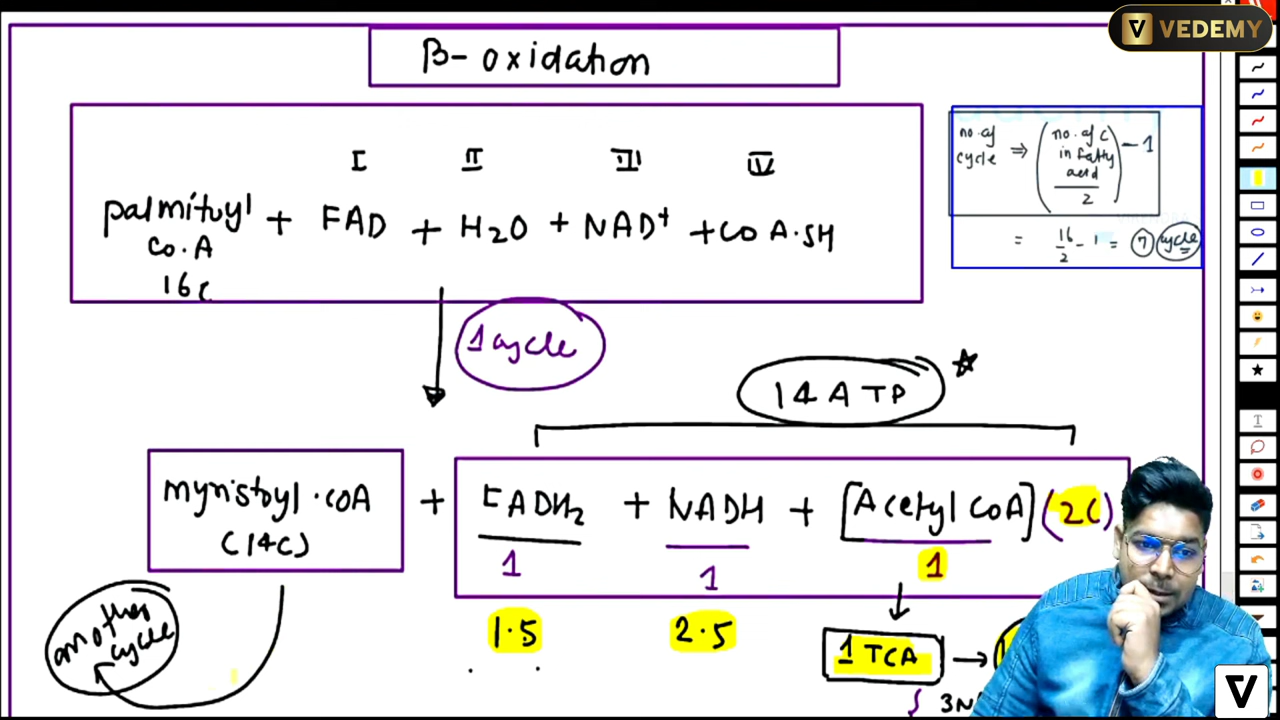 VEDEMY
β-oxidation
I II III IV
palmitoyl + FAD + H2O + NAD+ + CO A.SH
Co.A
16C
no. of cycle ⇒ (no. of C in fatty acid / 2) - 1
= 16/2 - 1 = 7 cycle
1 cycle
14 ATP
myristoyl.COA + FADH2 + NADH + [Acetyl COA] (2C)
(14C)
1 1 1
another cycle
1.5 2.5
1 TCA →